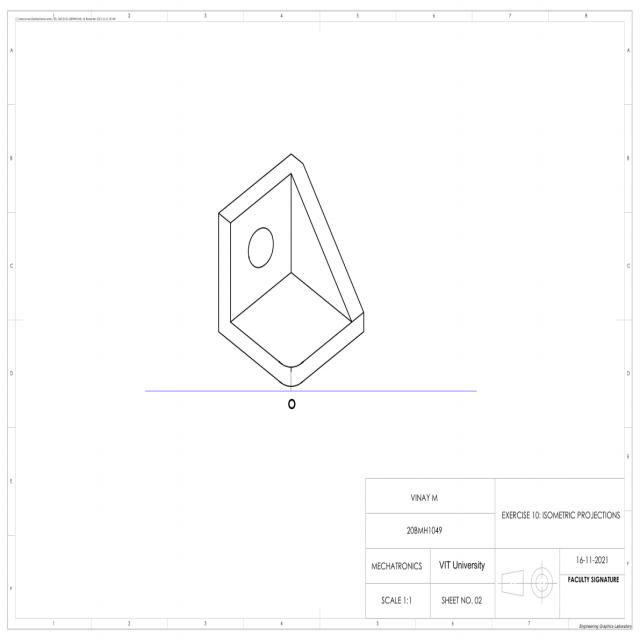 1 2 3 4 5 6 7 8
A A
B B
C C
D D
O
E E
VINAY M
EXERCISE 10: ISOMETRIC PROJECTIONS
20BMH1049
MECHATRONICS VIT University 16-11-2021
FACULTY SIGNATURE
SCALE 1:1 SHEET NO. 02
F F
1 2 3 4 5 6 7 8
Engineering Graphics Laboratory